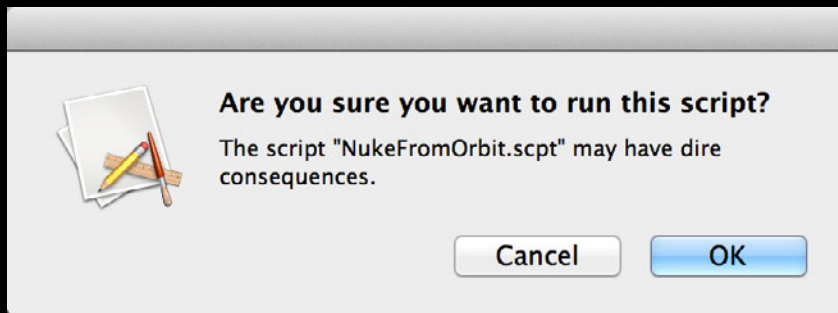 Are you sure you want to run this script?
The script "NukeFromOrbit.scpt" may have dire
consequences.
Cancel
OK